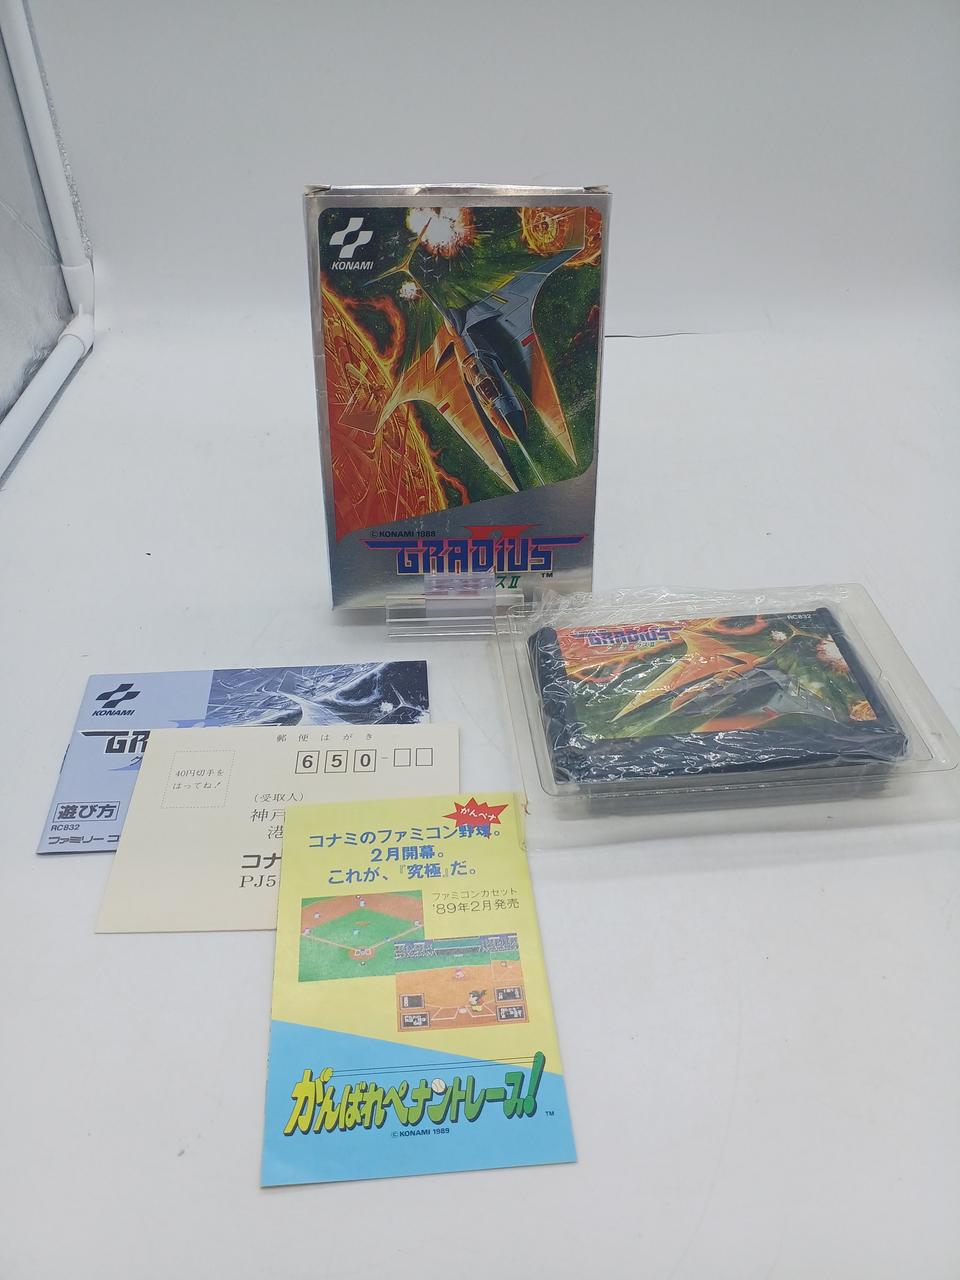 KONAMI
©KONAMI 1988
II
GRADIUS
TM
スII
RC832
GRADIUS
KONAMI
GR
遊び方
RC832
ファミリーコ
郵便はがき
650-
40円切手を
はってね!
(受取人)
神戸
港
コナ
PJ5
がんペナ
コナミのファミコン野球。
2月開幕。
これが、『究極』だ。
ファミコンカセット
'89年2月発売
がんばれペナントレース!
TM
©KONAMI 1989